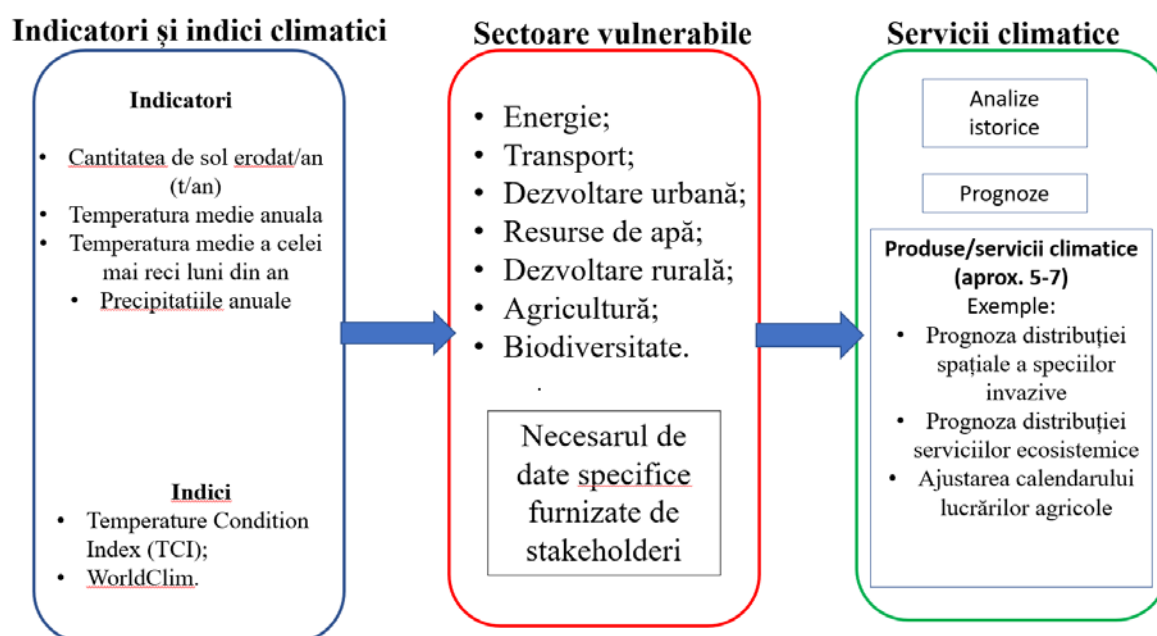 Indicatori și indici climatici
Indicatori
• Cantitatea de sol erodat/an
(t/an)
• Temperatura medie anuala
• Temperatura medie a celei
mai reci luni din an
• Precipitatiile anuale
Indici
• Temperature Condition
Index (TCI);
• WorldClim.
Sectoare vulnerabile
• Energie;
• Transport;
• Dezvoltare urbană;
• Resurse de apă;
• Dezvoltare rurală;
• Agricultură;
• Biodiversitate.
.
Necesarul de
date specifice
furnizate de
stakeholderi
Servicii climatice
Analize
istorice
Prognoze
Produse/servicii climatice
(aprox. 5-7)
Exemple:
• Prognoza distribuției
spațiale a speciilor
invazive
• Prognoza distribuției
serviciilor ecosistemice
• Ajustarea calendarului
lucrărilor agricole